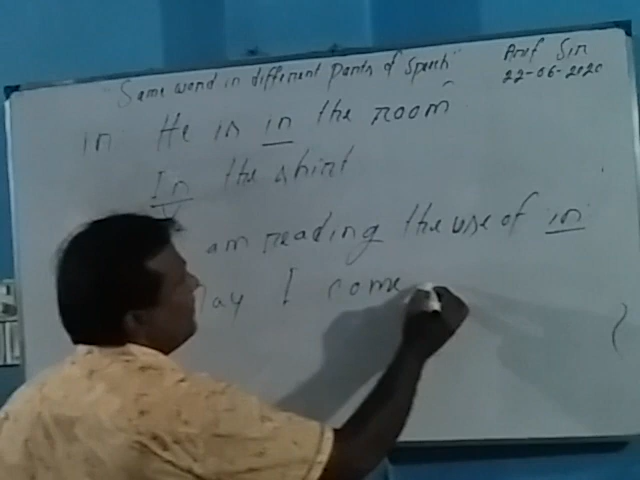 "Same word in different Parts of Speech"
Arif Sir
22-06-2020
in He is in the room
In the shirt
am reading the use of in
May I come